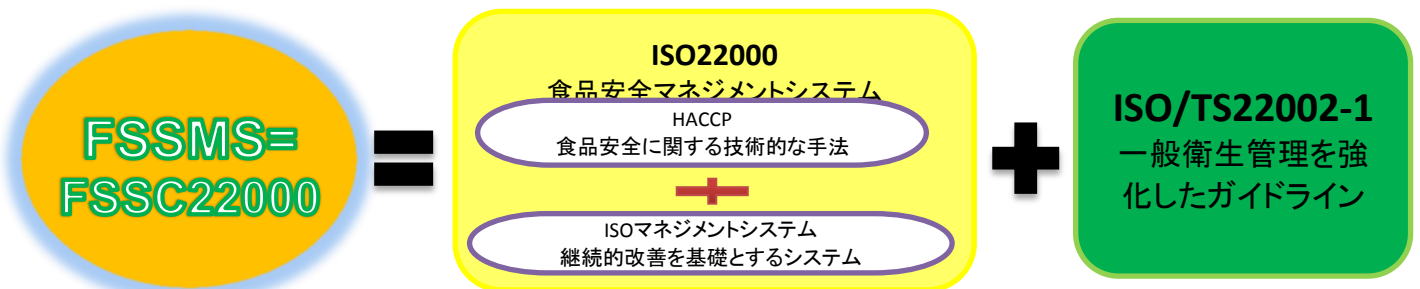 FSSMS=
FSSC22000
ISO22000
食品安全マネジメントシステム
HACCP
食品安全に関する技術的な手法
ISOマネジメントシステム
継続的改善を基礎とするシステム
ISO/TS22002-1
一般衛生管理を強
化したガイドライン